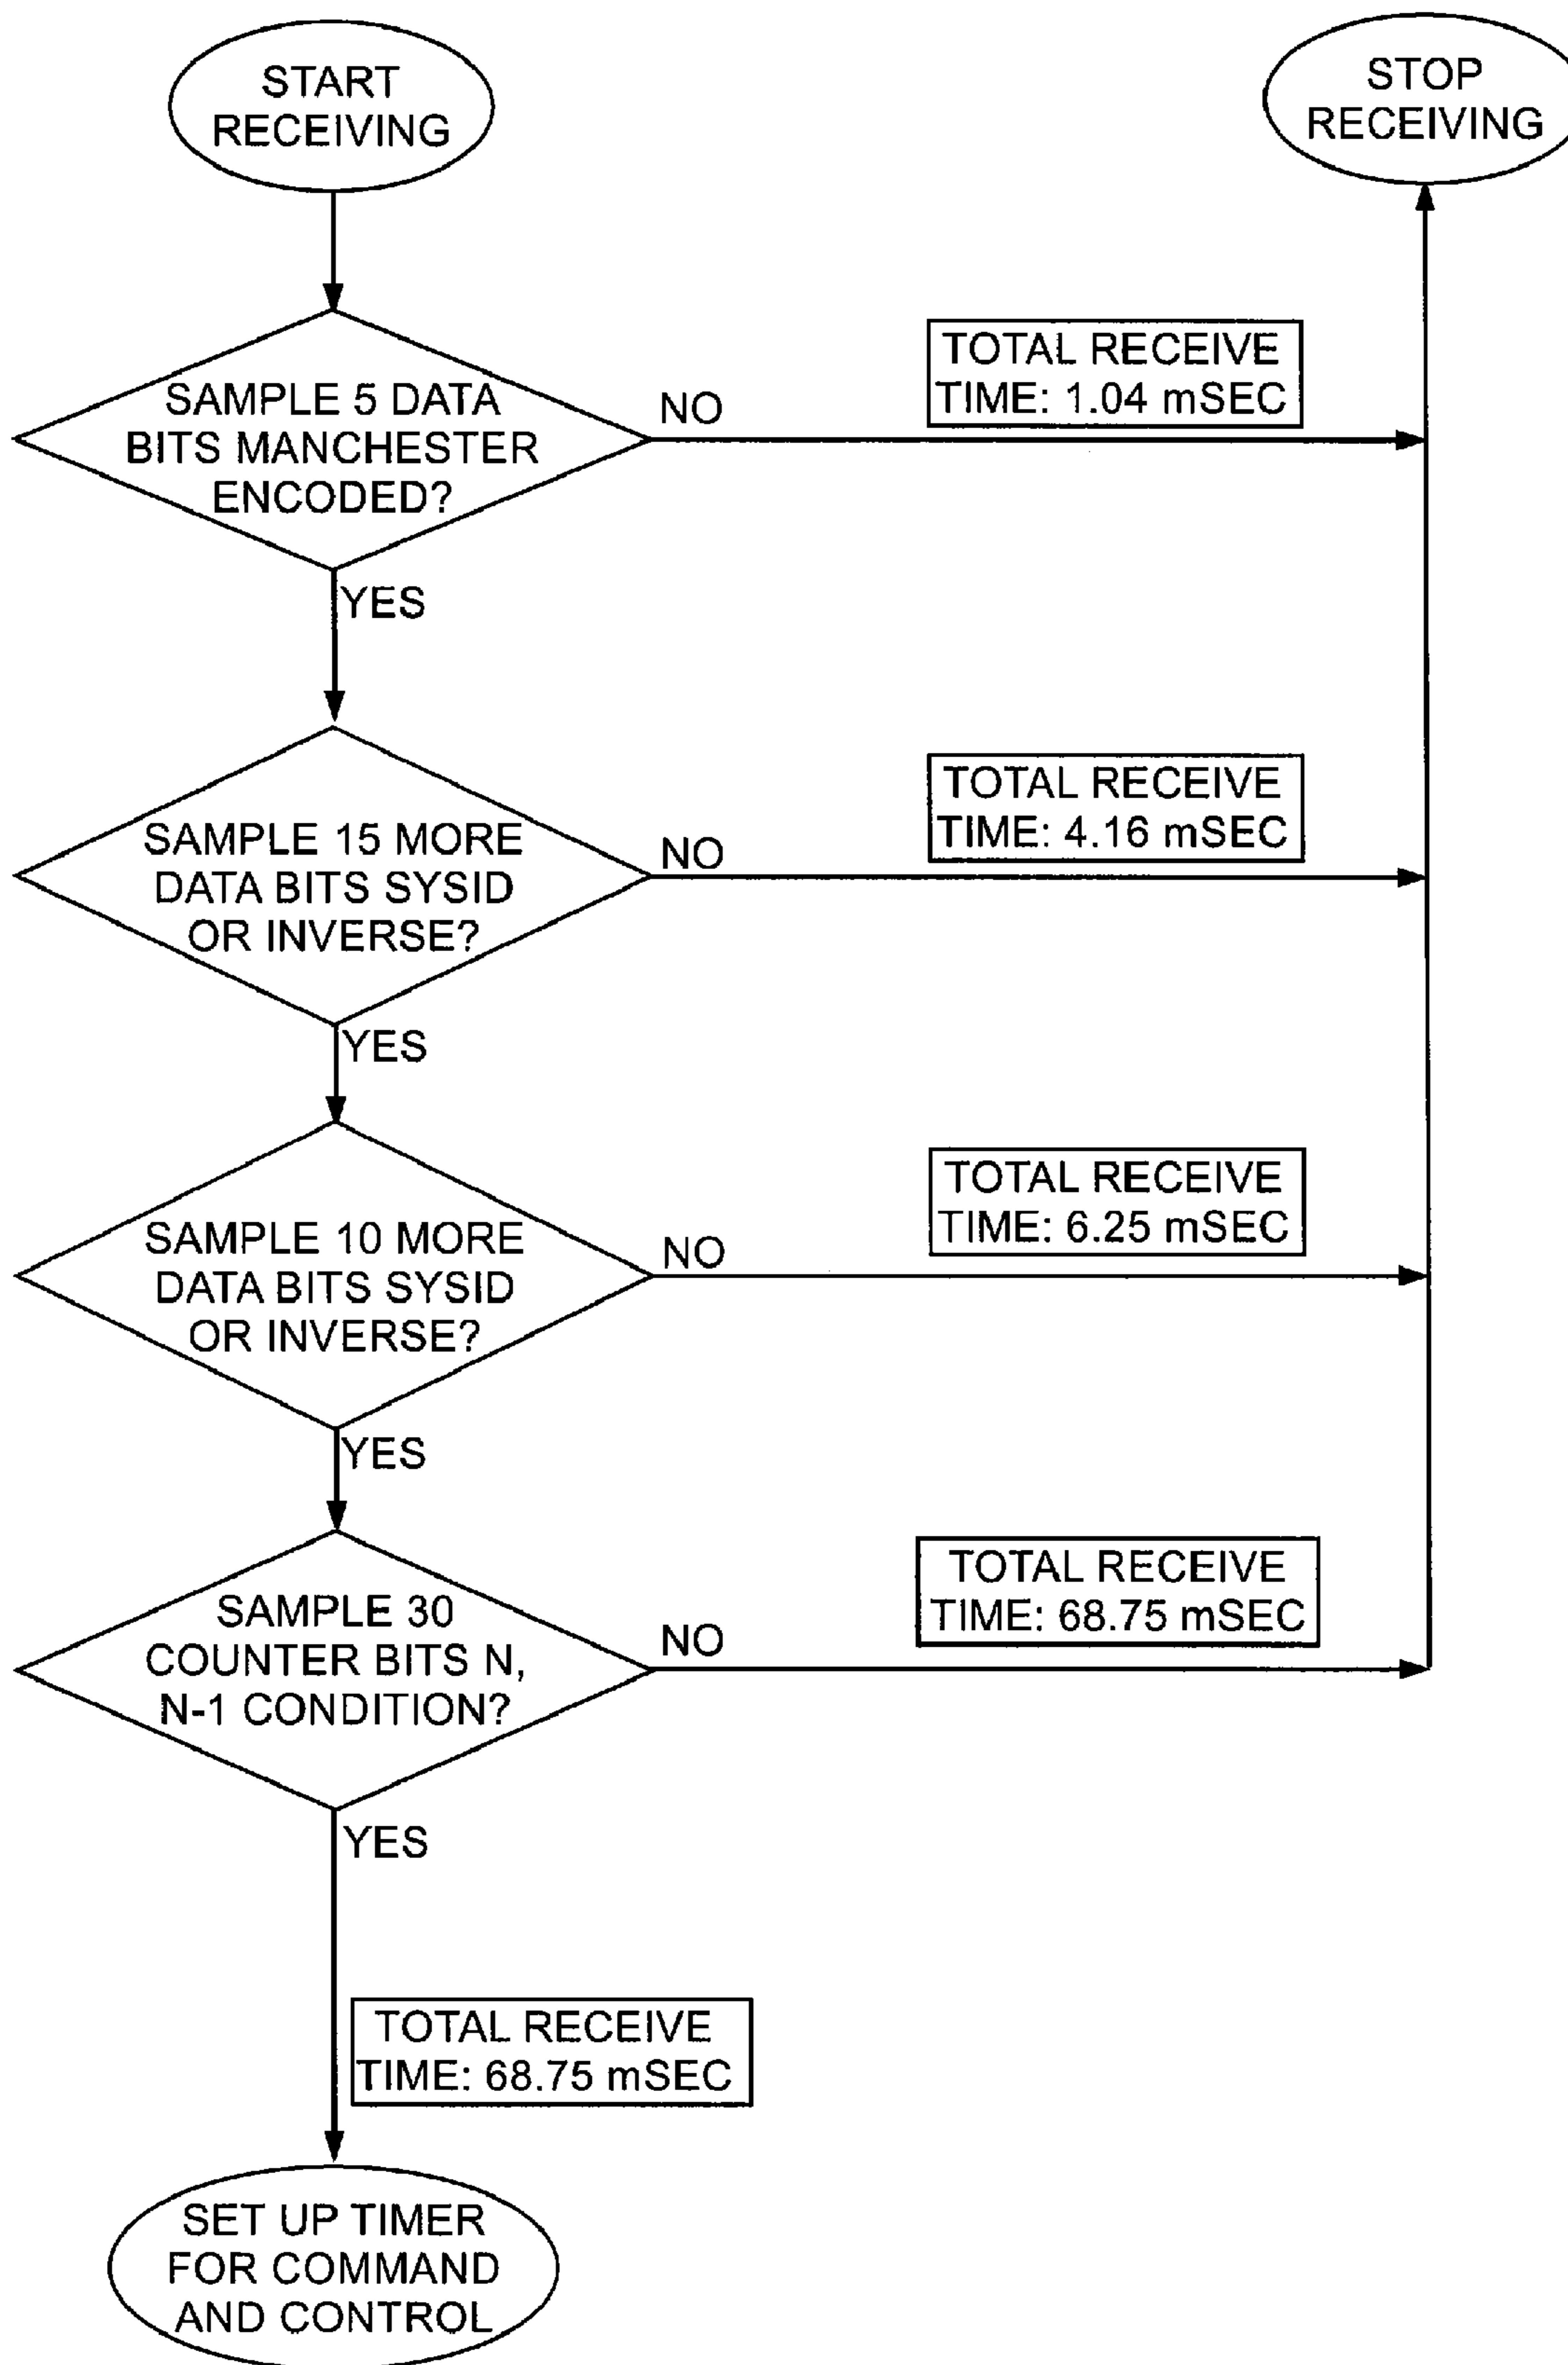 START
RECEIVING
STOP
RECEIVING
SAMPLE 5 DATA
BITS MANCHESTER
ENCODED?
NO
TOTAL RECEIVE
TIME: 1.04 mSEC
YES
SAMPLE 15 MORE
DATA BITS SYSID
OR INVERSE?
NO
TOTAL RECEIVE
TIME: 4.16 mSEC
YES
SAMPLE 10 MORE
DATA BITS SYSID
OR INVERSE?
NO
TOTAL RECEIVE
TIME: 6.25 mSEC
YES
SAMPLE 30
COUNTER BITS N,
N-1 CONDITION?
NO
TOTAL RECEIVE
TIME: 68.75 mSEC
YES
TOTAL RECEIVE
TIME: 68.75 mSEC
SET UP TIMER
FOR COMMAND
AND CONTROL